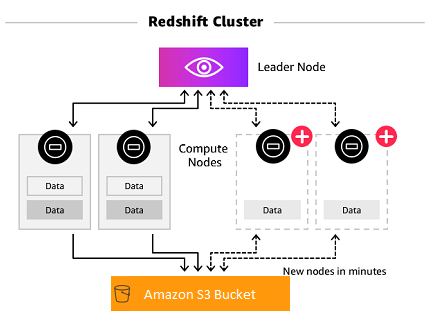 Redshift Cluster
Leader Node
Compute
Nodes
Data
Data
Data
Data
Data
Data
New nodes in minutes
Amazon S3 Bucket